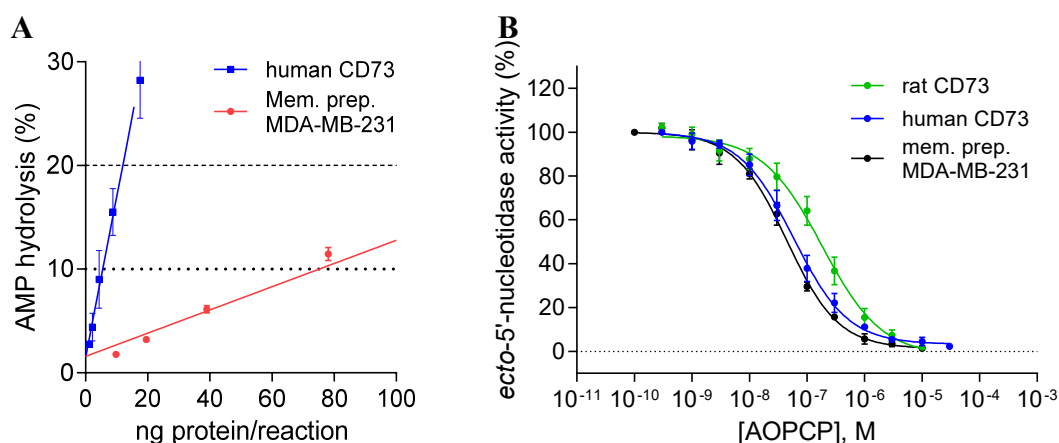 A
AMP hydrolysis (%)
30
20
10
0
0 20 40 60 80 100
ng protein/reaction
human CD73
Mem. prep.
MDA-MB-231
B
ecto-5'-nucleotidase activity (%)
120
100
80
60
40
20
0
10⁻¹¹ 10⁻¹⁰ 10⁻⁹ 10⁻⁸ 10⁻⁷ 10⁻⁶ 10⁻⁵ 10⁻⁴
[AOPCP], M
rat CD73
human CD73
mem. prep.
MDA-MB-231